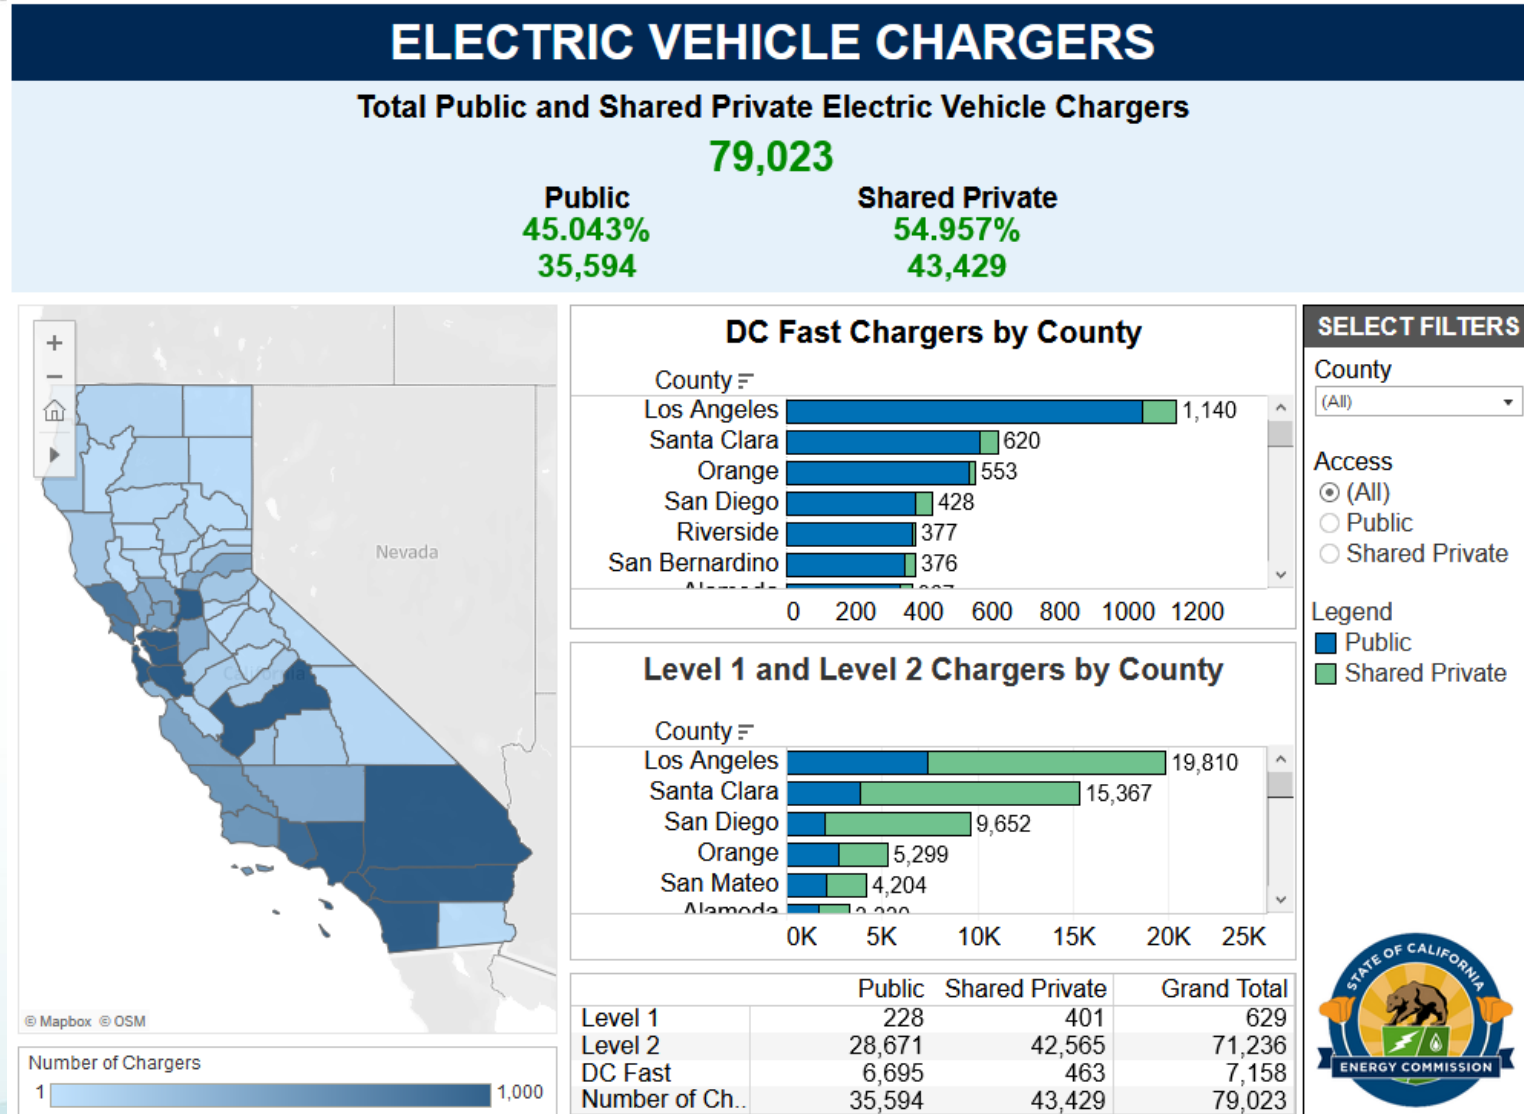 ELECTRIC VEHICLE CHARGERS
Total Public and Shared Private Electric Vehicle Chargers
79,023
Public Shared Private
45.043% 54.957%
35,594 43,429
+
−
Nevada
California
© Mapbox © OSM
Number of Chargers
1 1,000
DC Fast Chargers by County
County
Los Angeles 1,140
Santa Clara 620
Orange 553
San Diego 428
Riverside 377
San Bernardino 376
Alameda
0 200 400 600 800 1000 1200
Level 1 and Level 2 Chargers by County
County
Los Angeles 19,810
Santa Clara 15,367
San Diego 9,652
Orange 5,299
San Mateo 4,204
Alameda
0K 5K 10K 15K 20K 25K
Public Shared Private Grand Total
Level 1 228 401 629
Level 2 28,671 42,565 71,236
DC Fast 6,695 463 7,158
Number of Ch.. 35,594 43,429 79,023
SELECT FILTERS
County
(All)
Access
(All)
Public
Shared Private
Legend
Public
Shared Private
STATE OF CALIFORNIA
ENERGY COMMISSION